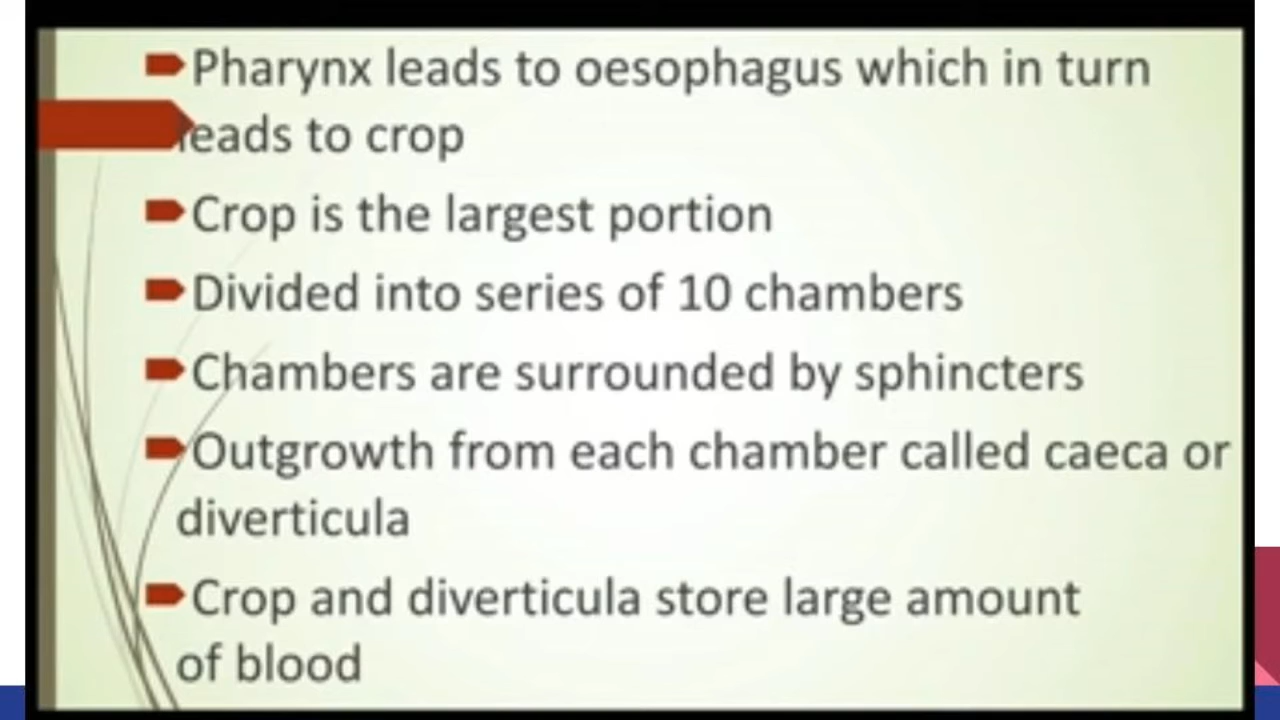 Pharynx leads to oesophagus which in turn
leads to crop
Crop is the largest portion
Divided into series of 10 chambers
Chambers are surrounded by sphincters
Outgrowth from each chamber called caeca or
diverticula
Crop and diverticula store large amount
of blood